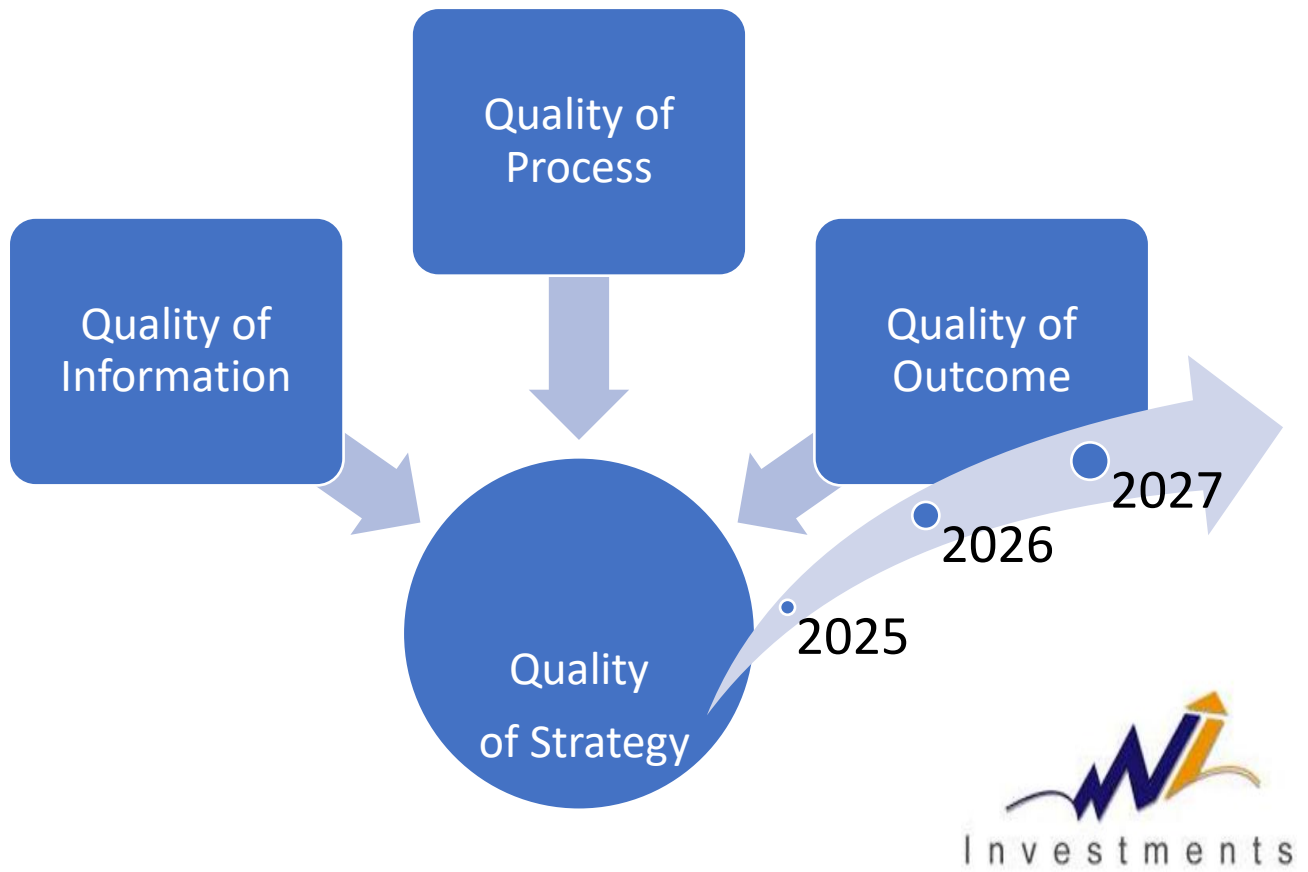 Quality of
Process
Quality of
Information
Quality of
Outcome
2027
2026
2025
Quality
of Strategy
Investments